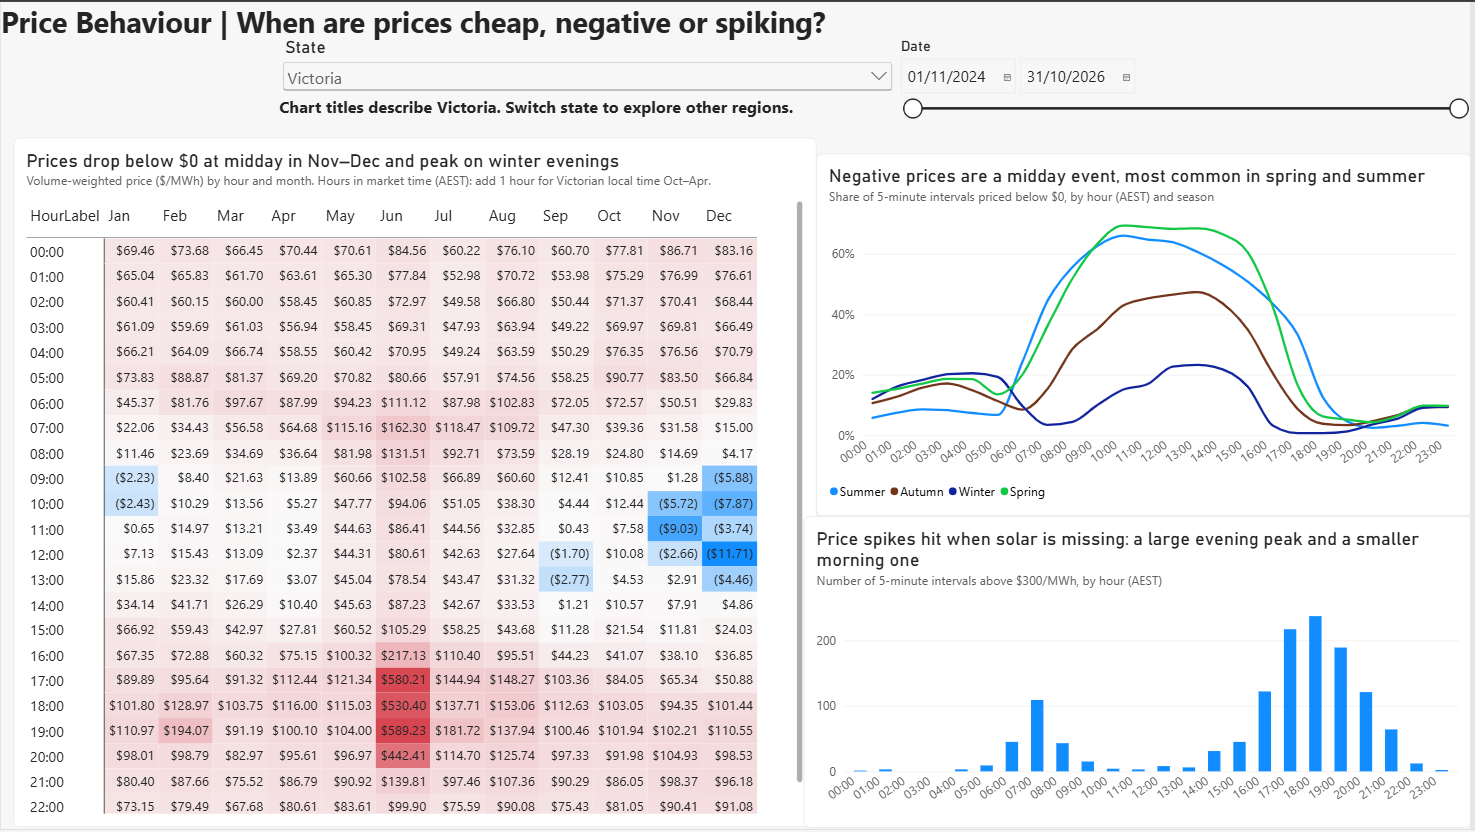 Price Behaviour | When are prices cheap, negative or spiking?
State
Victoria
Chart titles describe Victoria. Switch state to explore other regions.
Date
01/11/2024 31/10/2026
Prices drop below $0 at midday in Nov–Dec and peak on winter evenings
Volume-weighted price ($/MWh) by hour and month. Hours in market time (AEST): add 1 hour for Victorian local time Oct–Apr.
HourLabel Jan Feb Mar Apr May Jun Jul Aug Sep Oct Nov Dec
00:00 $69.46 $73.68 $66.45 $70.44 $70.61 $84.56 $60.22 $76.10 $60.70 $77.81 $86.71 $83.16
01:00 $65.04 $65.83 $61.70 $63.61 $65.30 $77.84 $52.98 $70.72 $53.98 $75.29 $76.99 $76.61
02:00 $60.41 $60.15 $60.00 $58.45 $60.85 $72.97 $49.58 $66.80 $50.44 $71.37 $70.41 $68.44
03:00 $61.09 $59.69 $61.03 $56.94 $58.45 $69.31 $47.93 $63.94 $49.22 $69.97 $69.81 $66.49
04:00 $66.21 $64.09 $66.74 $58.55 $60.42 $70.95 $49.24 $63.59 $50.29 $76.35 $76.56 $70.79
05:00 $73.83 $88.87 $81.37 $69.20 $70.82 $80.66 $57.91 $74.56 $58.25 $90.77 $83.50 $66.84
06:00 $45.37 $81.76 $97.67 $87.57 $94.23 $111.12 $87.98 $102.83 $72.05 $72.57 $50.51 $29.83
07:00 $22.06 $34.43 $56.58 $64.68 $115.16 $162.30 $118.47 $109.72 $47.30 $39.36 $31.58 $15.00
08:00 $11.46 $23.69 $34.69 $36.64 $81.98 $131.51 $92.71 $73.59 $28.19 $24.80 $14.69 $4.17
09:00 ($2.23) $8.40 $21.63 $13.89 $60.66 $102.58 $66.89 $60.60 $12.41 $10.85 $1.28 ($5.88)
10:00 ($2.43) $10.29 $13.56 $5.27 $47.77 $94.06 $51.05 $38.30 $4.44 $12.44 ($5.72) ($7.87)
11:00 $0.65 $14.97 $13.21 $3.49 $44.63 $86.41 $44.56 $32.85 $0.43 $7.58 ($9.03) ($3.74)
12:00 $7.13 $15.43 $13.09 $2.37 $44.31 $80.61 $42.63 $27.64 ($1.70) $10.08 ($2.66) ($11.71)
13:00 $15.86 $23.32 $17.69 $3.07 $45.04 $78.54 $43.47 $31.32 ($2.77) $4.53 $2.91 ($4.46)
14:00 $34.14 $41.71 $26.29 $10.40 $45.63 $87.23 $42.67 $33.53 $1.21 $10.57 $7.91 $4.86
15:00 $66.92 $59.43 $42.97 $27.81 $60.52 $105.29 $58.25 $43.68 $11.28 $21.54 $11.81 $24.03
16:00 $67.35 $72.88 $60.32 $75.15 $100.32 $217.13 $110.40 $95.51 $44.23 $41.07 $38.10 $36.85
17:00 $89.89 $95.64 $91.32 $112.44 $121.34 $580.21 $144.94 $148.27 $103.36 $84.05 $65.34 $50.88
18:00 $101.80 $128.97 $103.75 $116.00 $115.03 $530.40 $137.71 $153.06 $112.63 $103.05 $94.35 $101.44
19:00 $110.97 $194.07 $91.19 $100.10 $104.00 $589.23 $181.72 $137.94 $100.46 $101.94 $102.21 $110.55
20:00 $98.01 $98.79 $82.97 $95.61 $96.97 $442.41 $114.70 $125.74 $97.33 $91.98 $104.93 $98.53
21:00 $80.40 $87.66 $75.52 $86.79 $90.92 $139.81 $97.46 $107.36 $90.29 $86.05 $98.37 $96.18
22:00 $73.15 $79.49 $67.68 $80.61 $83.61 $99.90 $75.59 $90.08 $75.43 $81.05 $90.41 $91.08
Negative prices are a midday event, most common in spring and summer
Share of 5-minute intervals priced below $0, by hour (AEST) and season
60%
40%
20%
0%
00:00 01:00 02:00 03:00 04:00 05:00 06:00 07:00 08:00 09:00 10:00 11:00 12:00 13:00 14:00 15:00 16:00 17:00 18:00 19:00 20:00 21:00 22:00 23:00
Summer Autumn Winter Spring
Price spikes hit when solar is missing: a large evening peak and a smaller
morning one
Number of 5-minute intervals above $300/MWh, by hour (AEST)
200
100
0
00:00 01:00 02:00 03:00 04:00 05:00 06:00 07:00 08:00 09:00 10:00 11:00 12:00 13:00 14:00 15:00 16:00 17:00 18:00 19:00 20:00 21:00 22:00 23:00